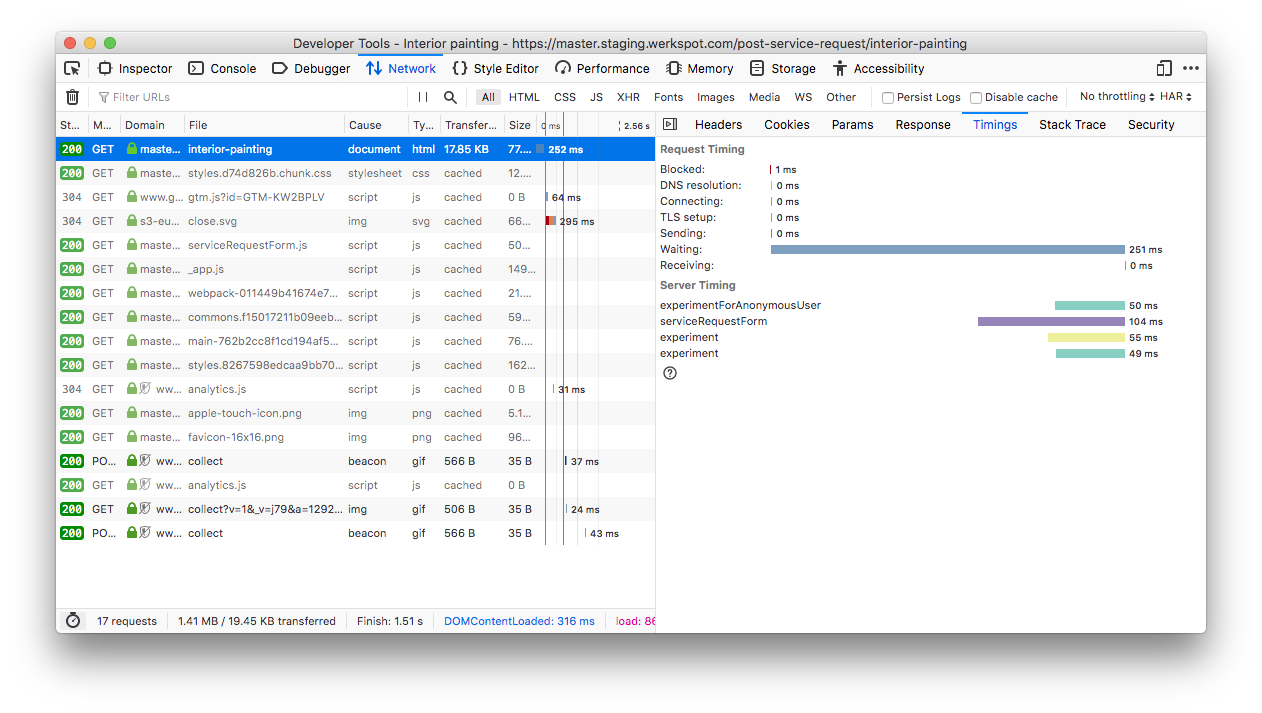 Developer Tools - Interior painting - https://master.staging.werkspot.com/post-service-request/interior-painting
Inspector Console Debugger Network Style Editor Performance Memory Storage Accessibility
Filter URLs All HTML CSS JS XHR Fonts Images Media WS Other Persist Logs Disable cache No throttling HAR
St... M... Domain File Cause Ty... Transfer... Size 0 ms 2.56 s
200 GET maste... interior-painting document html 17.85 KB 77.... 252 ms
200 GET maste... styles.d74d826b.chunk.css stylesheet css cached 12....
304 GET www.g... gtm.js?id=GTM-KW2BPLV script js cached 0 B 64 ms
304 GET s3-eu... close.svg img svg cached 66... 295 ms
200 GET maste... serviceRequestForm.js script js cached 50...
200 GET maste... _app.js script js cached 149...
200 GET maste... webpack-011449b41674e7... script js cached 21....
200 GET maste... commons.f15017211b09eeb... script js cached 59...
200 GET maste... main-762b2cc8f1cd194af5... script js cached 76....
200 GET maste... styles.8267598edcaa9bb70... script js cached 162...
304 GET ww... analytics.js script js cached 0 B 31 ms
200 GET maste... apple-touch-icon.png img png cached 5.1...
200 GET maste... favicon-16x16.png img png cached 96...
200 PO... ww... collect beacon gif 566 B 35 B 37 ms
200 GET ww... analytics.js script js cached 0 B
200 GET ww... collect?v=1&_v=j79&a=1292... img gif 506 B 35 B 24 ms
200 PO... ww... collect beacon gif 566 B 35 B 43 ms
17 requests 1.41 MB / 19.45 KB transferred Finish: 1.51 s DOMContentLoaded: 316 ms load: 86
Headers Cookies Params Response Timings Stack Trace Security
Request Timing
Blocked: 1 ms
DNS resolution: 0 ms
Connecting: 0 ms
TLS setup: 0 ms
Sending: 0 ms
Waiting: 251 ms
Receiving: 0 ms
Server Timing
experimentForAnonymousUser 50 ms
serviceRequestForm 104 ms
experiment 55 ms
experiment 49 ms